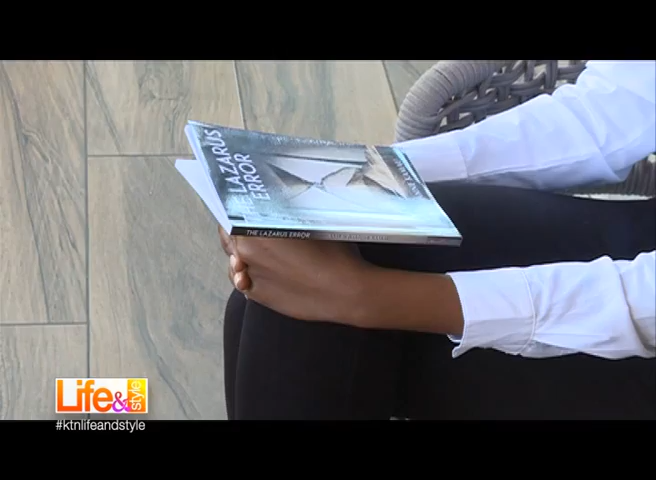 THE LAZARUS
ERROR
THE LAZARUS ERROR
Life&style
#ktnlifeandstyle